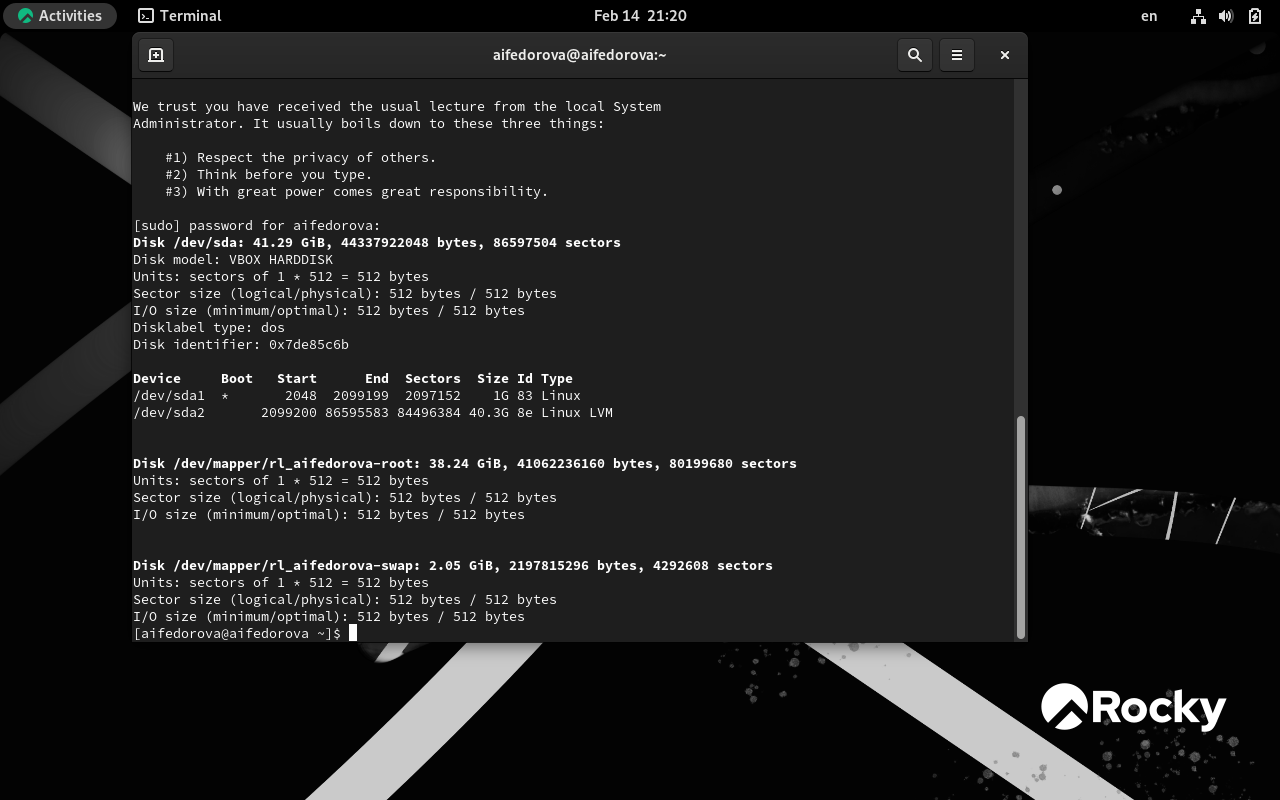 Activities Terminal Feb 14 21:20 en
aifedorova@aifedorova:~
We trust you have received the usual lecture from the local System
Administrator. It usually boils down to these three things:
#1) Respect the privacy of others.
#2) Think before you type.
#3) With great power comes great responsibility.
[sudo] password for aifedorova:
Disk /dev/sda: 41.29 GiB, 44337922048 bytes, 86597504 sectors
Disk model: VBOX HARDDISK
Units: sectors of 1 * 512 = 512 bytes
Sector size (logical/physical): 512 bytes / 512 bytes
I/O size (minimum/optimal): 512 bytes / 512 bytes
Disklabel type: dos
Disk identifier: 0x7de85c6b
Device     Boot   Start      End  Sectors  Size Id Type
/dev/sda1  *       2048  2099199  2097152    1G 83 Linux
/dev/sda2       2099200 86595583 84496384 40.3G 8e Linux LVM
Disk /dev/mapper/rl_aifedorova-root: 38.24 GiB, 41062236160 bytes, 80199680 sectors
Units: sectors of 1 * 512 = 512 bytes
Sector size (logical/physical): 512 bytes / 512 bytes
I/O size (minimum/optimal): 512 bytes / 512 bytes
Disk /dev/mapper/rl_aifedorova-swap: 2.05 GiB, 2197815296 bytes, 4292608 sectors
Units: sectors of 1 * 512 = 512 bytes
Sector size (logical/physical): 512 bytes / 512 bytes
I/O size (minimum/optimal): 512 bytes / 512 bytes
[aifedorova@aifedorova ~]$
Rocky